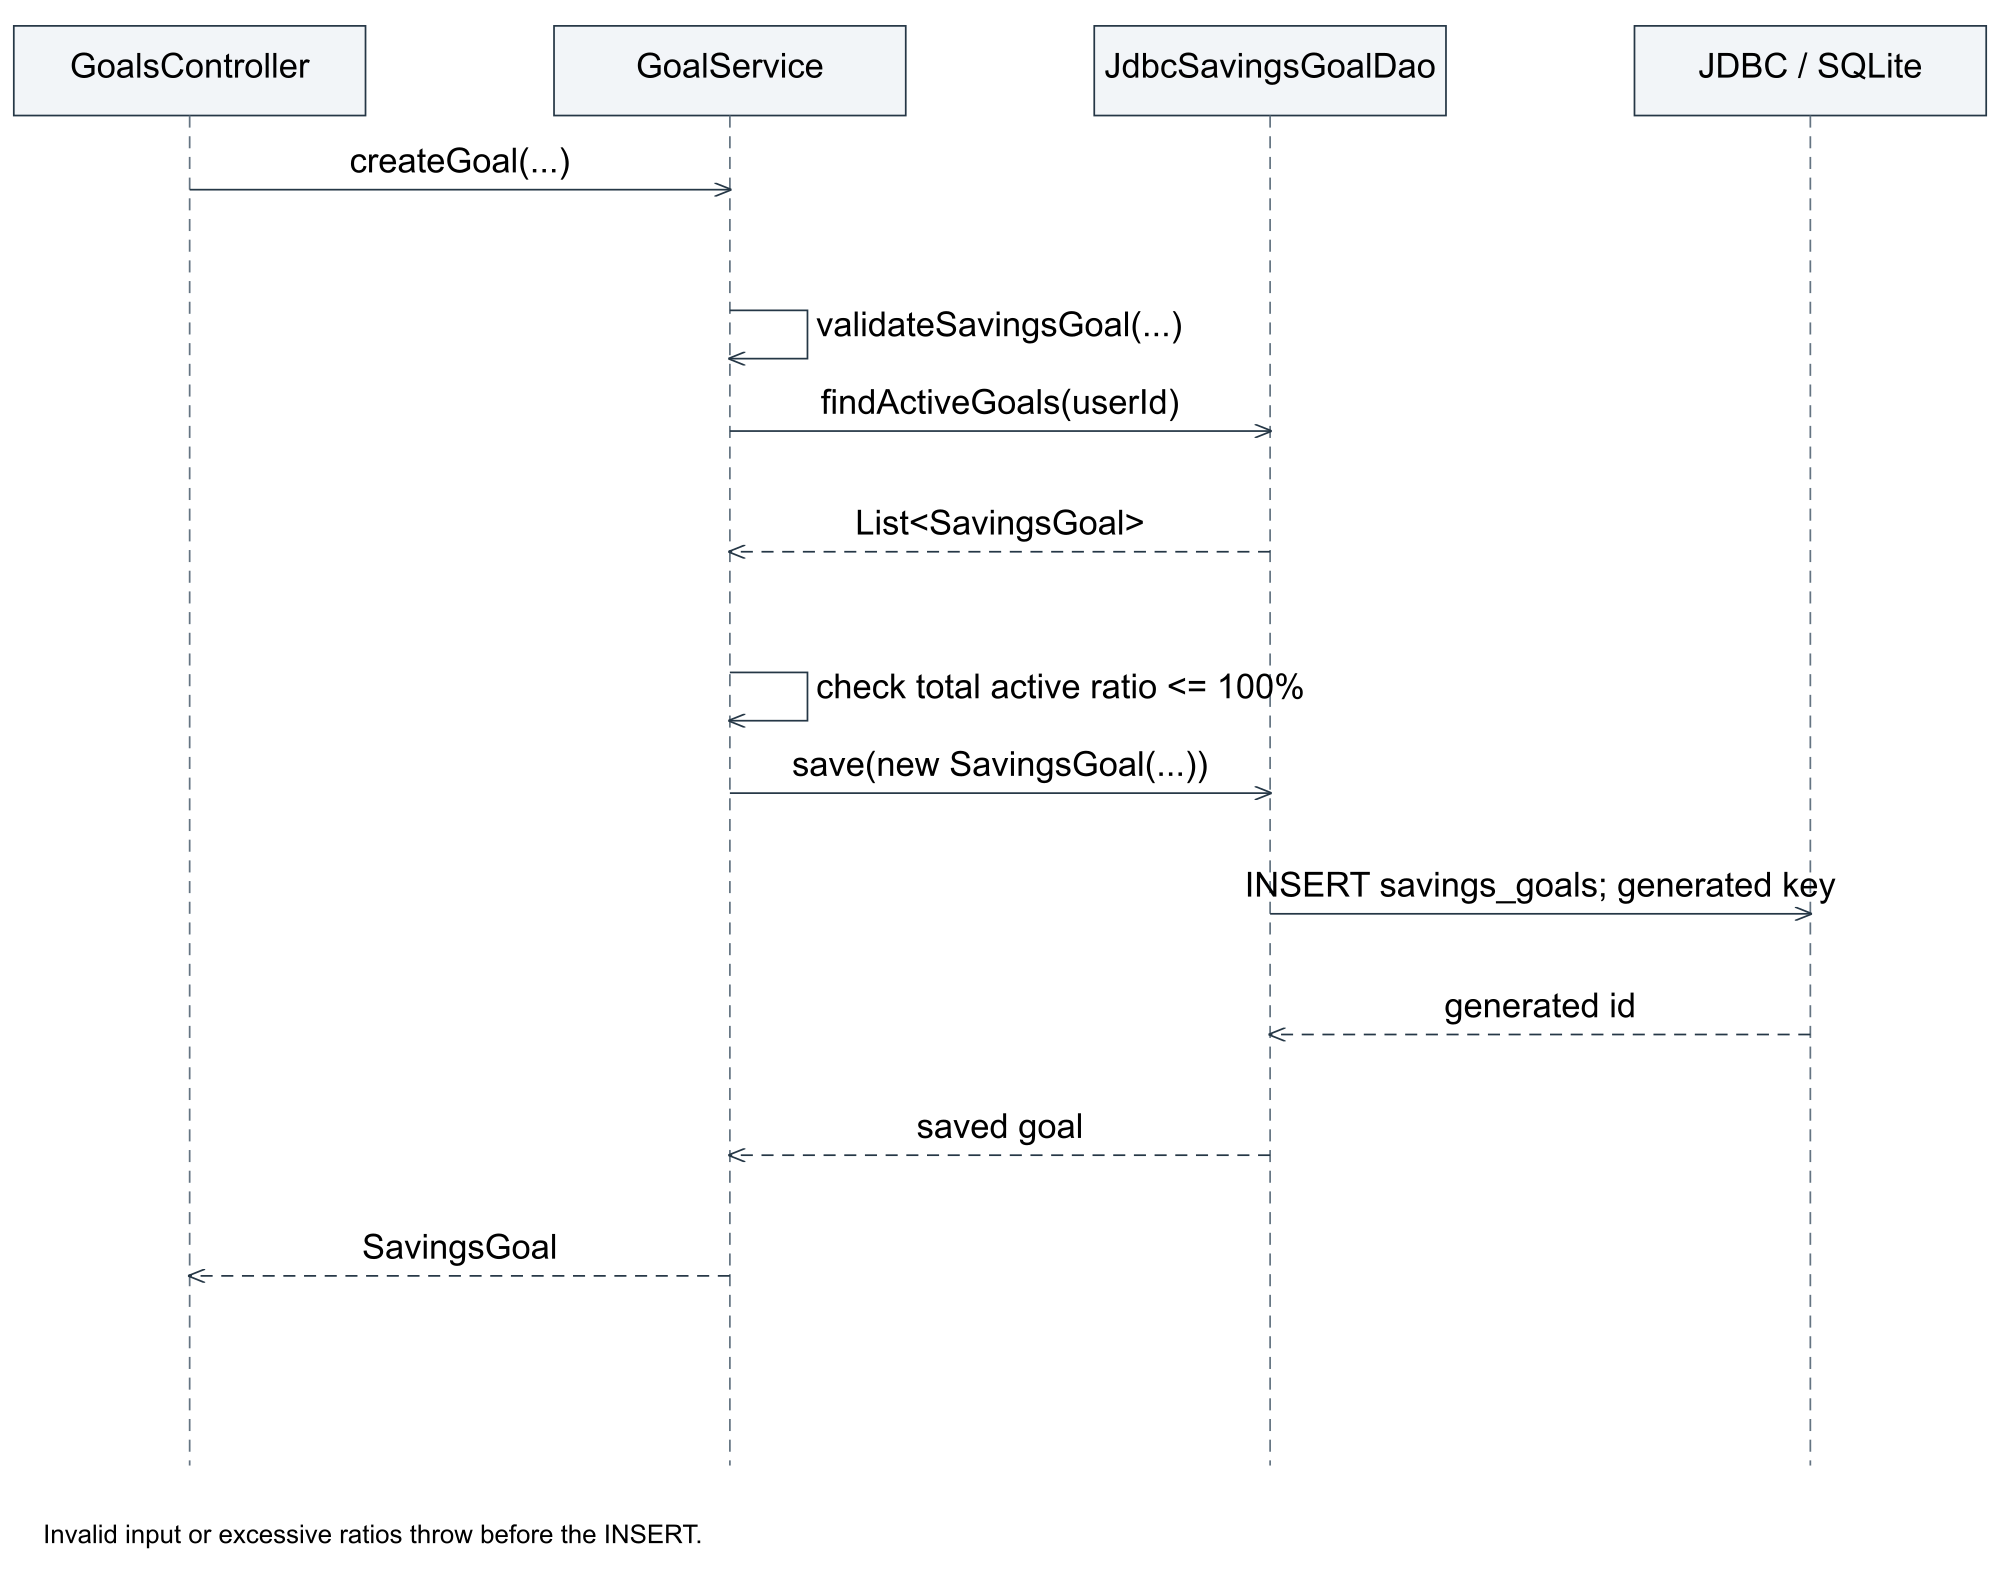 GoalsController
GoalService
JdbcSavingsGoalDao
JDBC / SQLite
createGoal(...)
validateSavingsGoal(...)
findActiveGoals(userId)
List<SavingsGoal>
check total active ratio <= 100%
save(new SavingsGoal(...))
INSERT savings_goals; generated key
generated id
saved goal
SavingsGoal
Invalid input or excessive ratios throw before the INSERT.